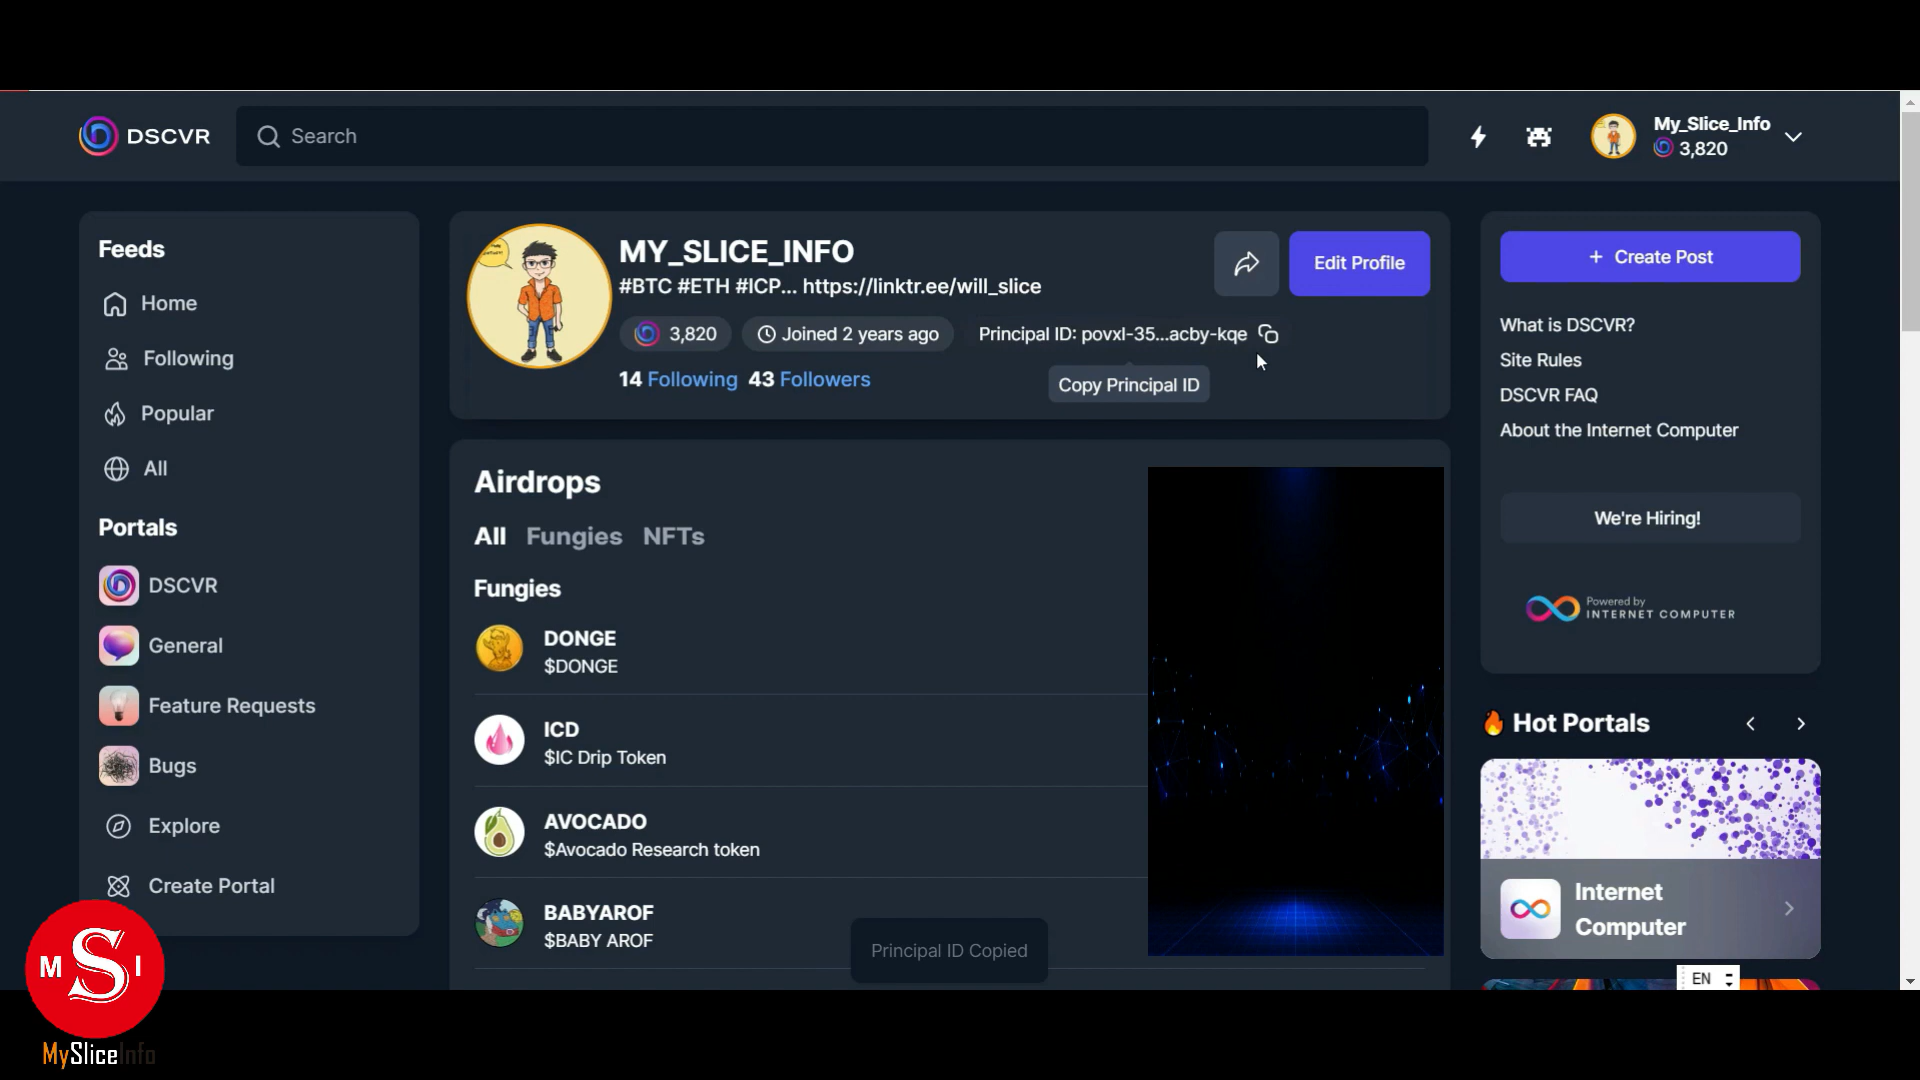 DSCVR
Search
My_Slice_Info
3,820
Feeds
Home
Following
Popular
All
Portals
DSCVR
General
Feature Requests
Bugs
Explore
Create Portal
MY_SLICE_INFO
#BTC #ETH #ICP... https://linktr.ee/will_slice
3,820
Joined 2 years ago
Principal ID: povxl-35...acby-kqe
14 Following 43 Followers
Copy Principal ID
Edit Profile
Airdrops
All Fungies NFTs
Fungies
DONGE
$DONGE
ICD
$IC Drip Token
AVOCADO
$Avocado Research token
BABYAROF
$BABY AROF
Principal ID Copied
+ Create Post
What is DSCVR?
Site Rules
DSCVR FAQ
About the Internet Computer
We're Hiring!
Powered by
INTERNET COMPUTER
Hot Portals
Internet
Computer
EN
M S I
MySliceInfo